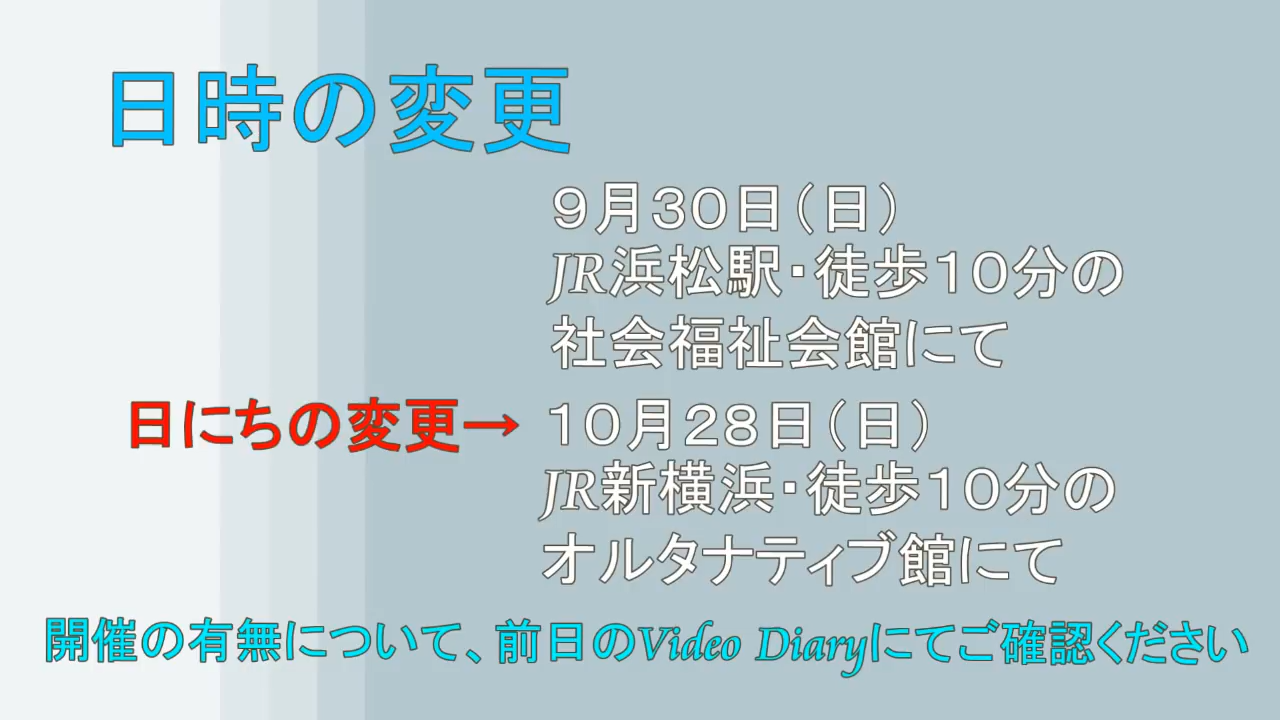 日時の変更
９月３０日（日）
JR浜松駅・徒歩１０分の
社会福祉会館にて
日にちの変更→ １０月２８日（日）
JR新横浜・徒歩１０分の
オルタナティブ館にて
開催の有無について、前日のVideo Diaryにてご確認ください